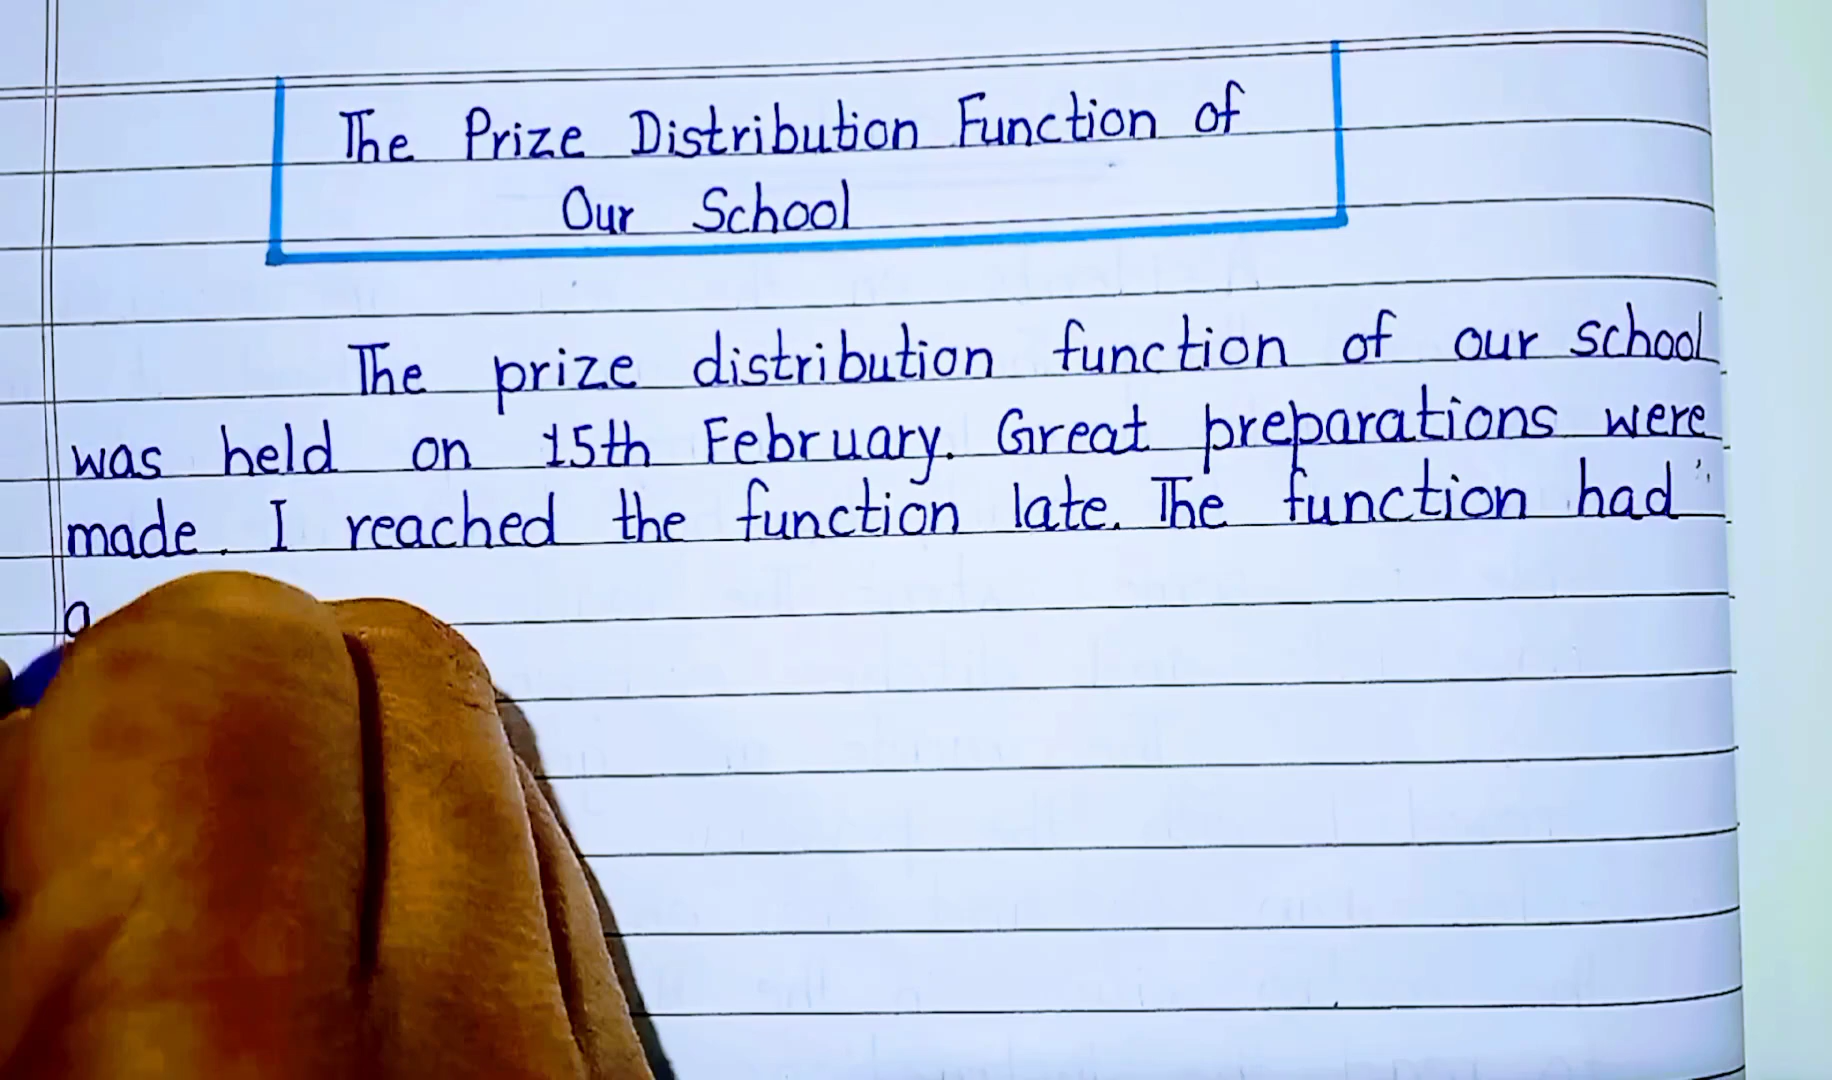 The Prize Distribution Function of
Our School
The prize distribution function of our school
was held on 15th February. Great preparations were
made. I reached the function late. The function had
a